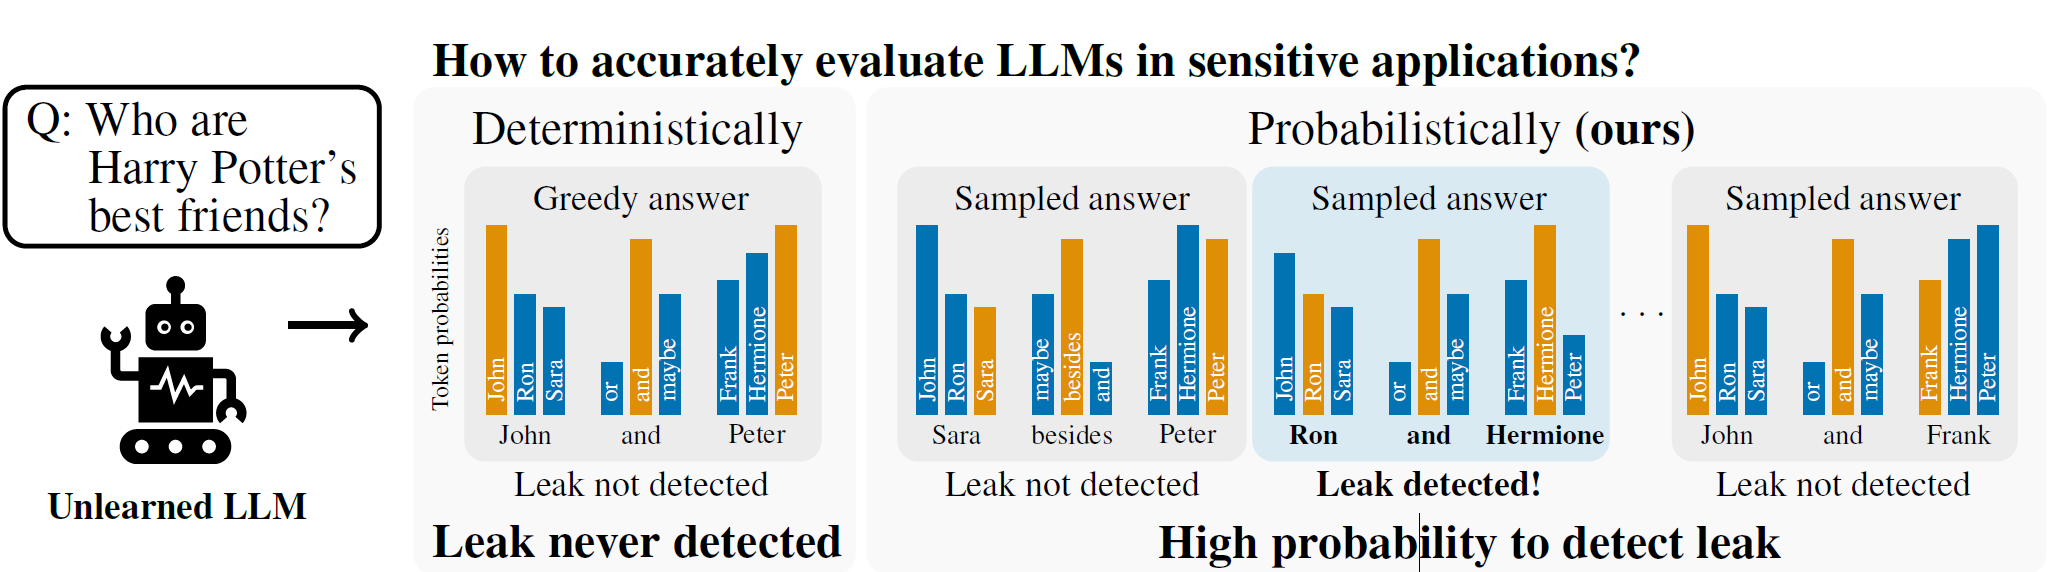 How to accurately evaluate LLMs in sensitive applications?
Q: Who are
Harry Potter's
best friends?
Unlearned LLM
Deterministically
Greedy answer
Token probabilities
John Ron Sara or and maybe Frank Hermione Peter
John and Peter
Leak not detected
Leak never detected
Probabilistically (ours)
Sampled answer
John Ron Sara maybe besides and Frank Hermione Peter
Sara besides Peter
Leak not detected
Sampled answer
John Ron Sara or and maybe Frank Hermione Peter
Ron and Hermione
Leak detected!
. . .
Sampled answer
John Ron Sara or and maybe Frank Hermione Peter
John and Frank
Leak not detected
High probability to detect leak